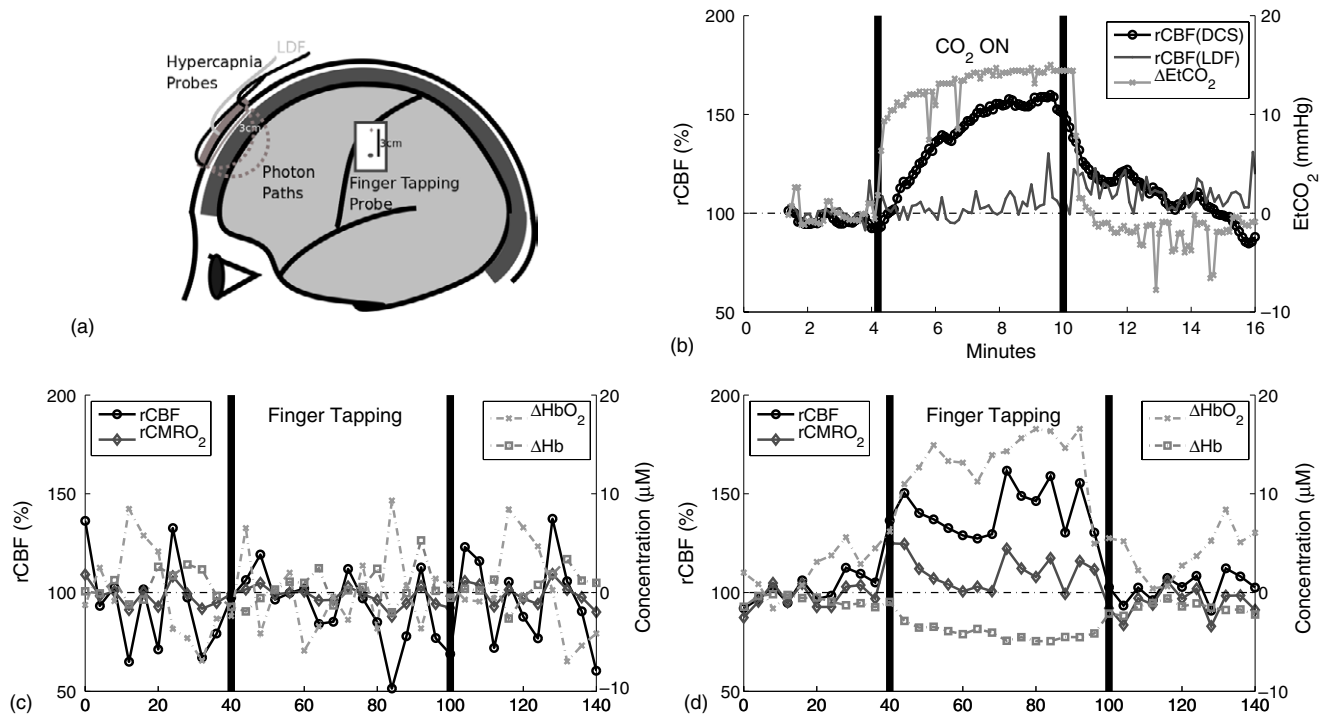 LDF
Hypercapnia
Probes
3cm
3cm
Photon
Paths
Finger Tapping
Probe
(a)
200
150
100
50
rCBF (%)
CO2 ON
rCBF(DCS)
rCBF(LDF)
ΔEtCO2
20
10
0
−10
EtCO2 (mmHg)
0 2 4 6 8 10 12 14 16
Minutes
(b)
200
150
100
50
rCBF (%)
rCBF
rCMRO2
Finger Tapping
ΔHbO2
ΔHb
20
10
0
−10
Concentration (μM)
0 20 40 60 80 100 120 140
(c)
200
150
100
50
rCBF (%)
rCBF
rCMRO2
Finger Tapping
ΔHbO2
ΔHb
20
10
0
−10
Concentration (μM)
0 20 40 60 80 100 120 140
(d)